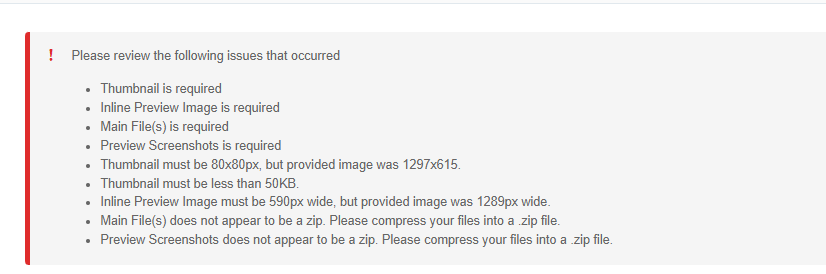 ! Please review the following issues that occurred
• Thumbnail is required
• Inline Preview Image is required
• Main File(s) is required
• Preview Screenshots is required
• Thumbnail must be 80x80px, but provided image was 1297x615.
• Thumbnail must be less than 50KB.
• Inline Preview Image must be 590px wide, but provided image was 1289px wide.
• Main File(s) does not appear to be a zip. Please compress your files into a .zip file.
• Preview Screenshots does not appear to be a zip. Please compress your files into a .zip file.